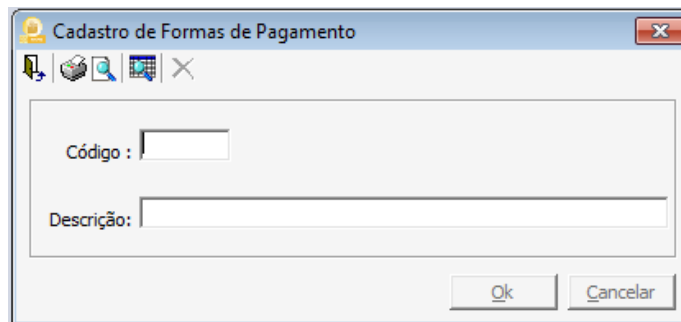 Cadastro de Formas de Pagamento
Código :
Descrição:
Ok Cancelar